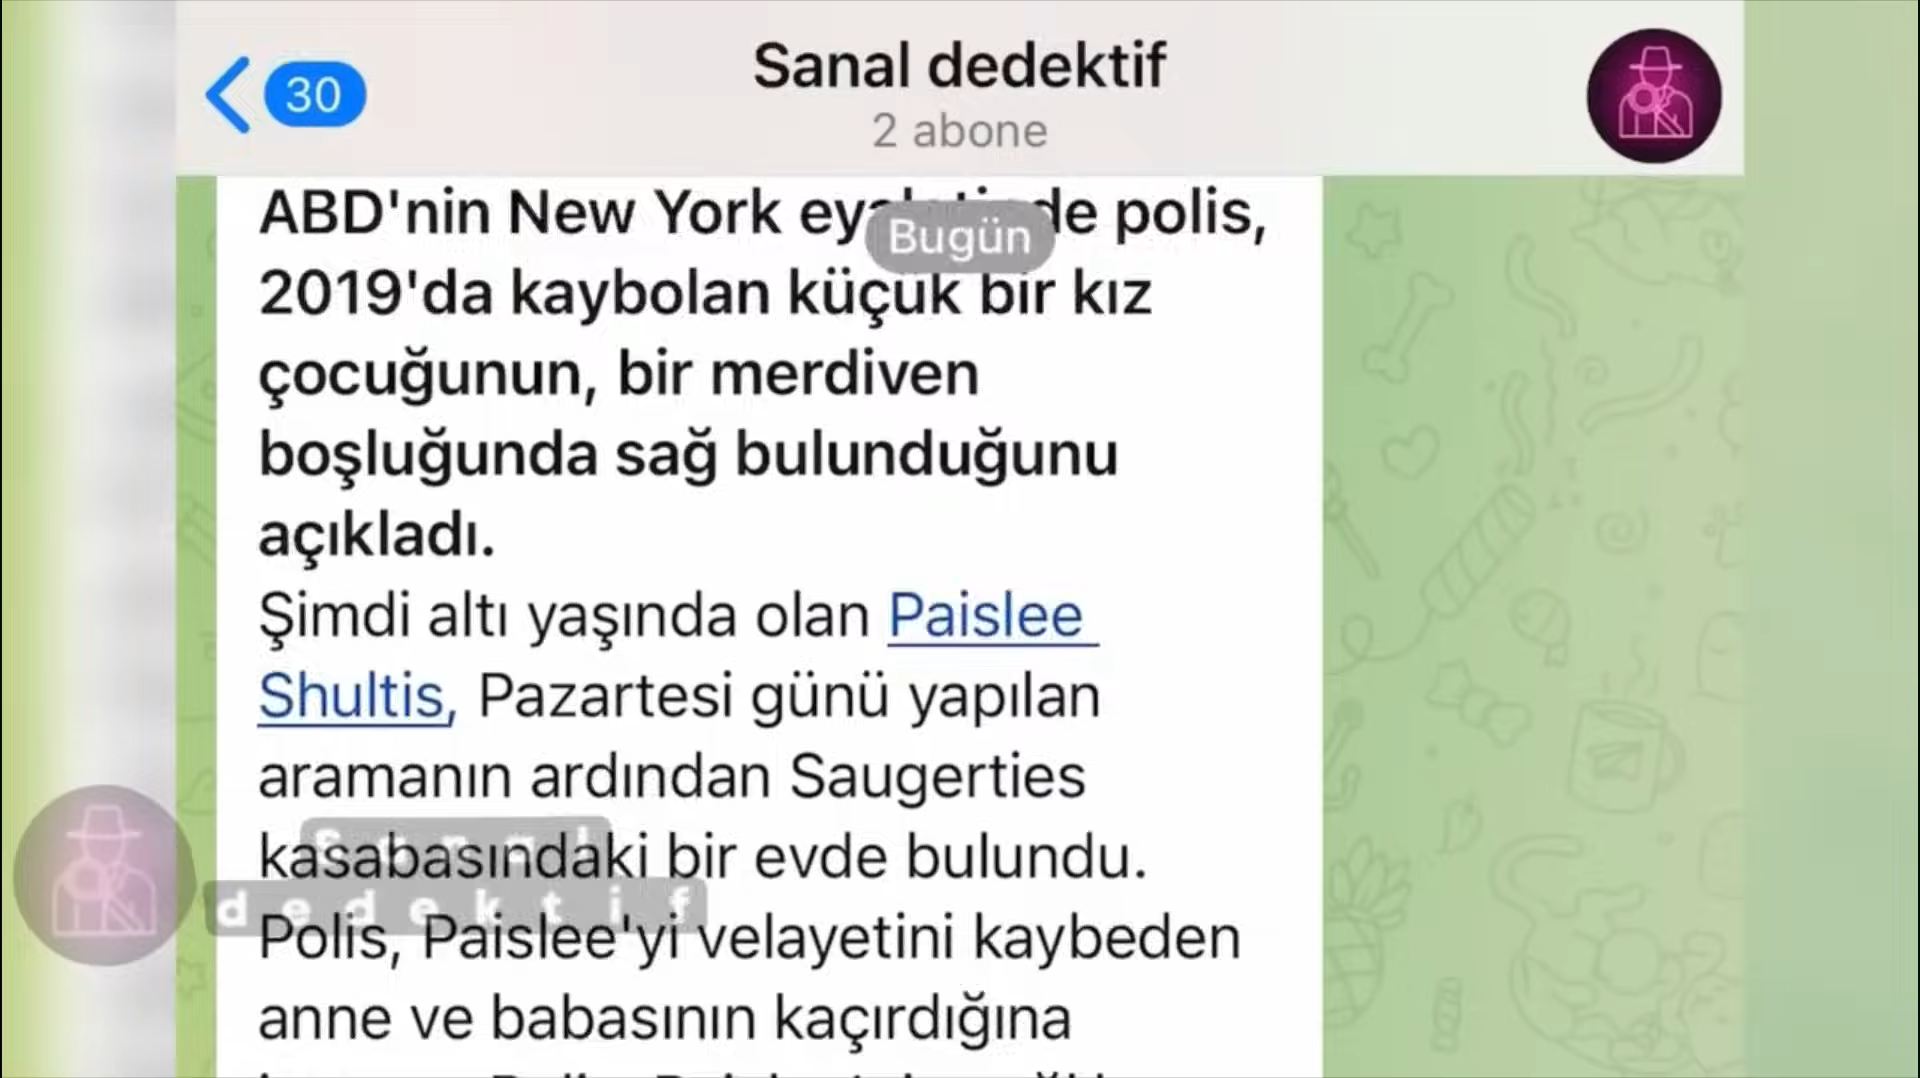 30
Sanal dedektif
2 abone
Bugün
ABD'nin New York eyaletinde polis,
2019'da kaybolan küçük bir kız
çocuğunun, bir merdiven
boşluğunda sağ bulunduğunu
açıkladı.
Şimdi altı yaşında olan Paislee
Shultis, Pazartesi günü yapılan
aramanın ardından Saugerties
kasabasındaki bir evde bulundu.
Polis, Paislee'yi velayetini kaybeden
anne ve babasının kaçırdığına
Sanal
dedektif